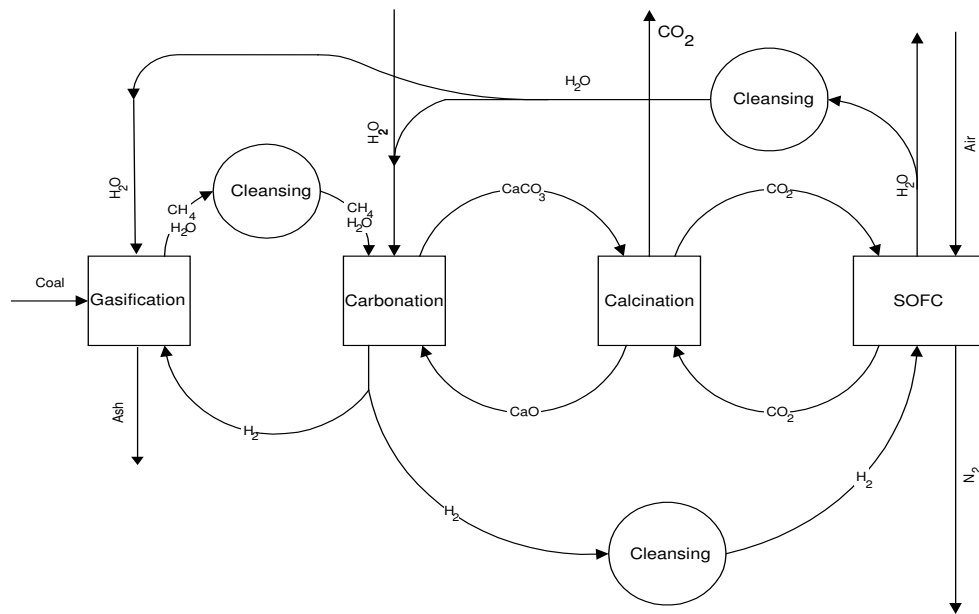 CO2
H2O
Cleansing
H2O
Air
H2O
H2O
Cleansing
CH4
H2O
CH4
H2O
CaCO3
CO2
Coal
Gasification
Carbonation
Calcination
SOFC
Ash
H2
CaO
CO2
H2
H2
N2
Cleansing